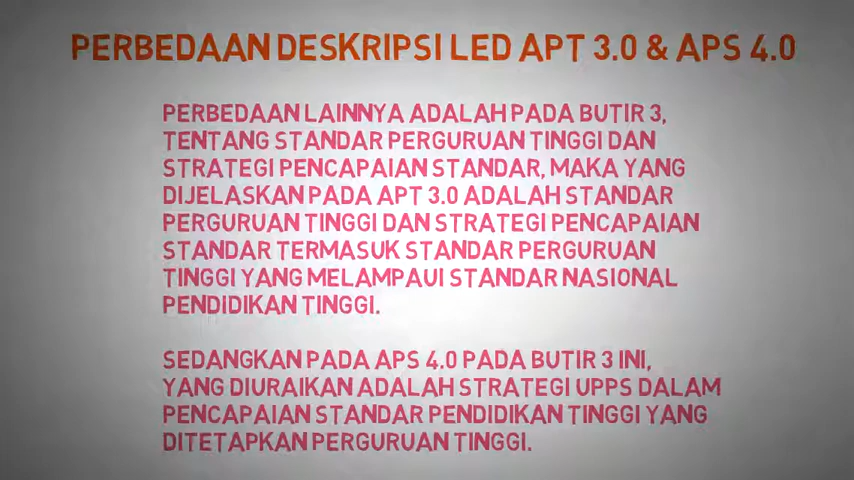 PERBEDAAN DESKRIPSI LED APT 3.0 & APS 4.0
PERBEDAAN LAINNYA ADALAH PADA BUTIR 3,
TENTANG STANDAR PERGURUAN TINGGI DAN
STRATEGI PENCAPAIAN STANDAR, MAKA YANG
DIJELASKAN PADA APT 3.0 ADALAH STANDAR
PERGURUAN TINGGI DAN STRATEGI PENCAPAIAN
STANDAR TERMASUK STANDAR PERGURUAN
TINGGI YANG MELAMPAUI STANDAR NASIONAL
PENDIDIKAN TINGGI.
SEDANGKAN PADA APS 4.0 PADA BUTIR 3 INI,
YANG DIURAIKAN ADALAH STRATEGI UPPS DALAM
PENCAPAIAN STANDAR PENDIDIKAN TINGGI YANG
DITETAPKAN PERGURUAN TINGGI.